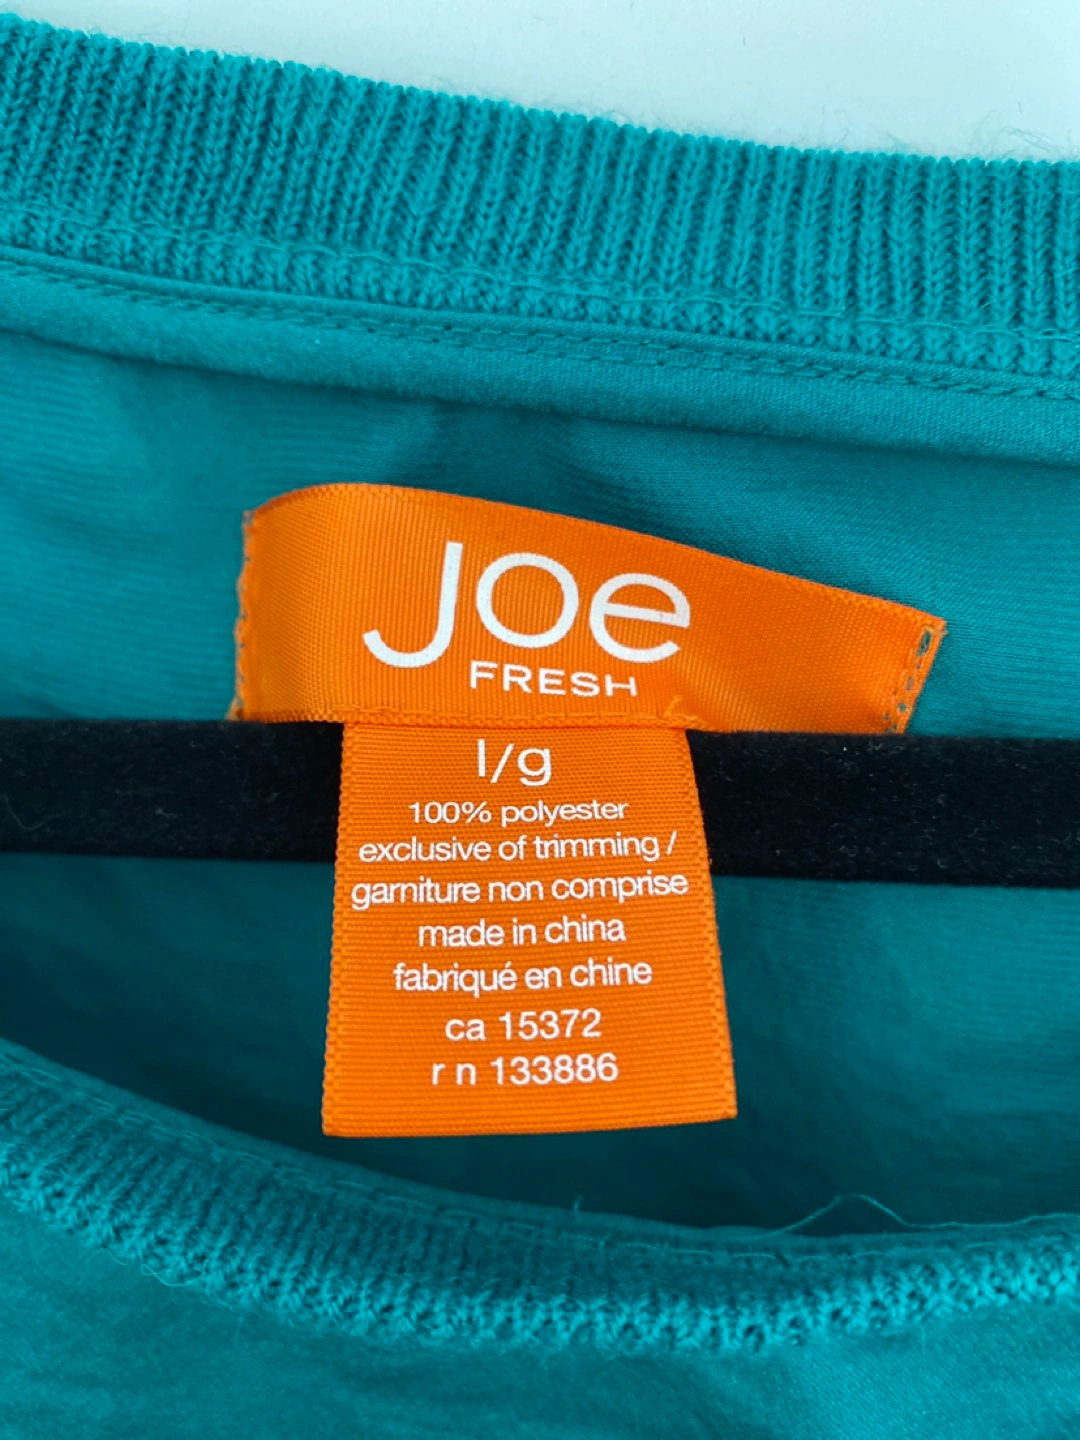 Joe
FRESH
l/g
100% polyester
exclusive of trimming /
garniture non comprise
made in china
fabriqué en chine
ca 15372
r n 133886